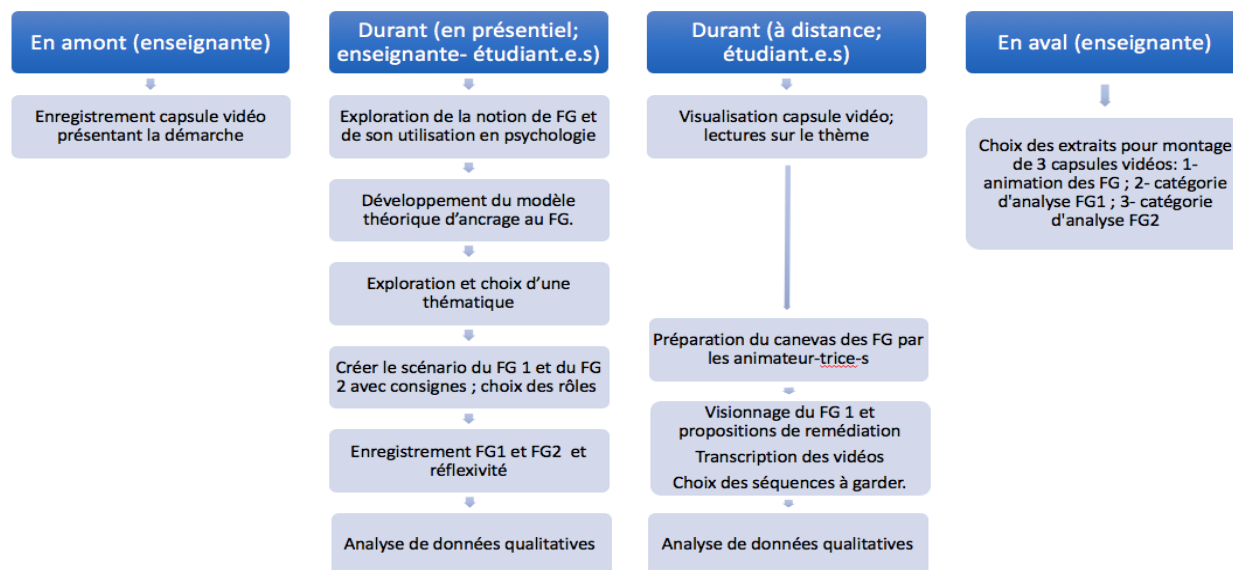 En amont (enseignante)
Enregistrement capsule vidéo
présentant la démarche
Durant (en présentiel;
enseignante- étudiant.e.s)
Exploration de la notion de FG et
de son utilisation en psychologie
Développement du modèle
théorique d’ancrage au FG.
Exploration et choix d’une
thématique
Créer le scénario du FG 1 et du FG
2 avec consignes ; choix des rôles
Enregistrement FG1 et FG2 et
réflexivité
Analyse de données qualitatives
Durant (à distance;
étudiant.e.s)
Visualisation capsule vidéo;
lectures sur le thème
Préparation du canevas des FG par
les animateur-trice-s
Visionnage du FG 1 et
propositions de remédiation
Transcription des vidéos
Choix des séquences à garder.
Analyse de données qualitatives
En aval (enseignante)
Choix des extraits pour montage
de 3 capsules vidéos: 1-
animation des FG ; 2- catégorie
d'analyse FG1 ; 3- catégorie
d'analyse FG2